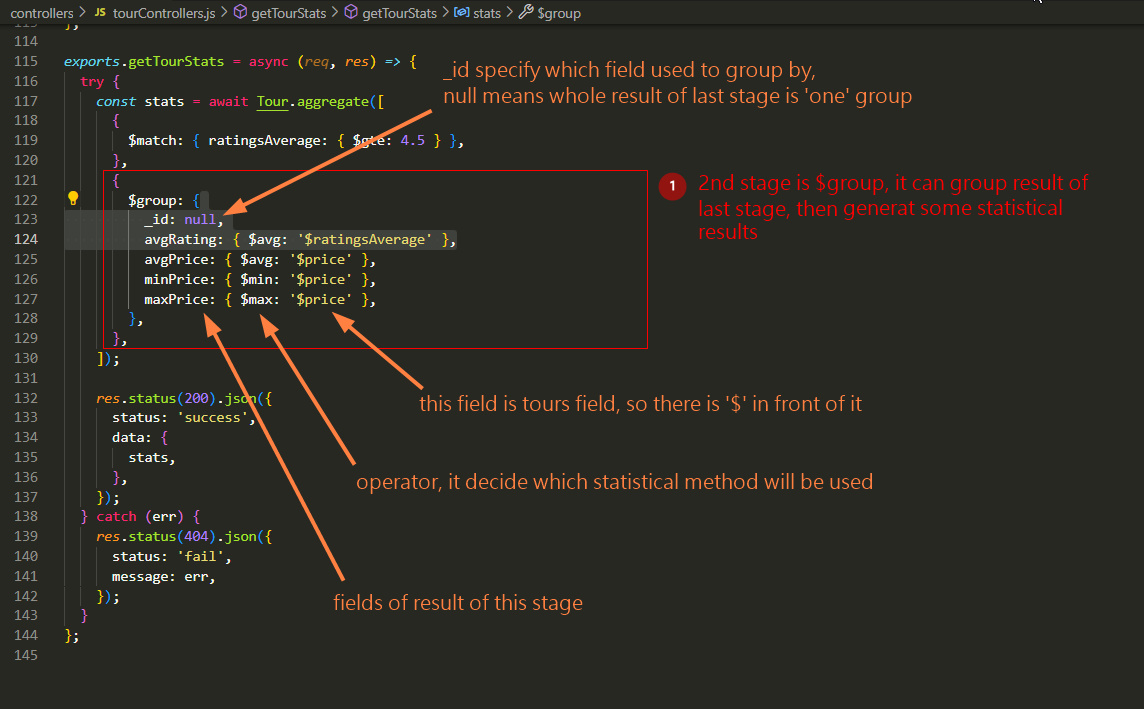 controllers > JS tourControllers.js > getTourStats > getTourStats > stats > $group
113 };
114
115 exports.getTourStats = async (req, res) => {
116 try {
117 const stats = await Tour.aggregate([
118 {
119 $match: { ratingsAverage: { $gte: 4.5 } },
120 },
121 {
122 $group: {
123 _id: null,
124 avgRating: { $avg: '$ratingsAverage' },
125 avgPrice: { $avg: '$price' },
126 minPrice: { $min: '$price' },
127 maxPrice: { $max: '$price' },
128 },
129 },
130 ]);
131
132 res.status(200).json({
133 status: 'success',
134 data: {
135 stats,
136 },
137 });
138 } catch (err) {
139 res.status(404).json({
140 status: 'fail',
141 message: err,
142 });
143 }
144 };
145
_id specify which field used to group by,
null means whole result of last stage is 'one' group
1 2nd stage is $group, it can group result of
last stage, then generat some statistical
results
this field is tours field, so there is '$' in front of it
operator, it decide which statistical method will be used
fields of result of this stage